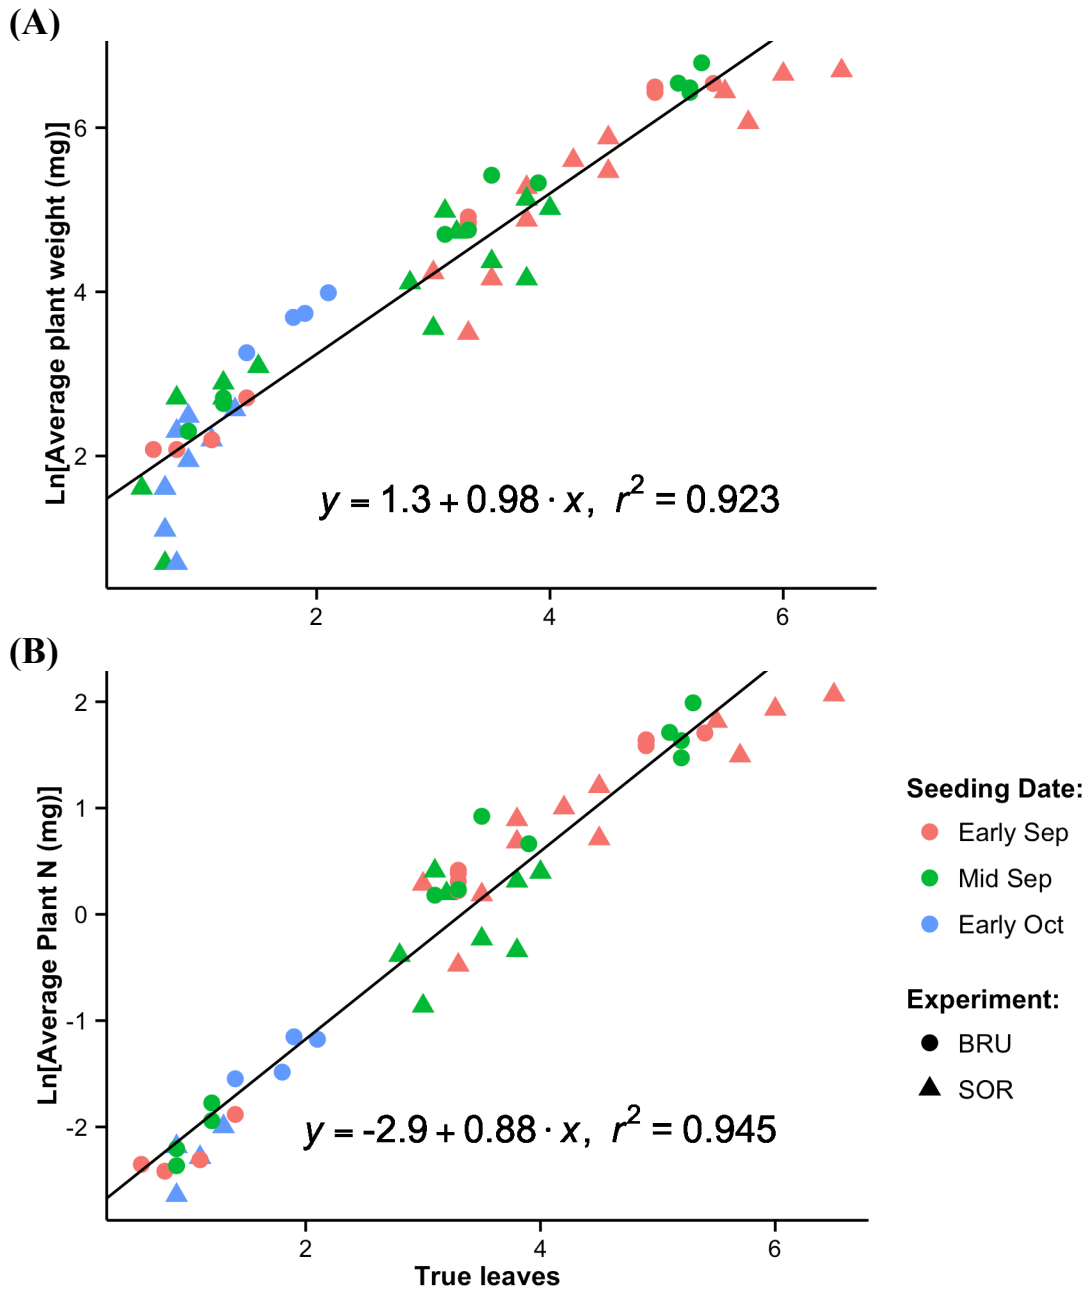 (A)
Ln[Average plant weight (mg)]
6
4
2
y = 1.3 + 0.98 · x, r² = 0.923
2 4 6
(B)
Ln[Average Plant N (mg)]
2
1
0
-1
-2
y = -2.9 + 0.88 · x, r² = 0.945
2 4 6
True leaves
Seeding Date:
Early Sep
Mid Sep
Early Oct
Experiment:
BRU
SOR